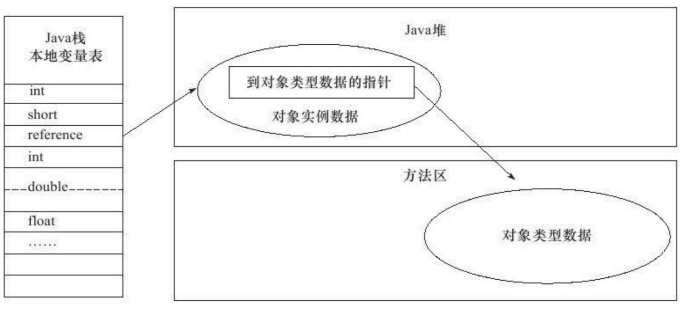 Java栈
本地变量表
int
short
reference
int
double
float
……
Java堆
到对象类型数据的指针
对象实例数据
方法区
对象类型数据